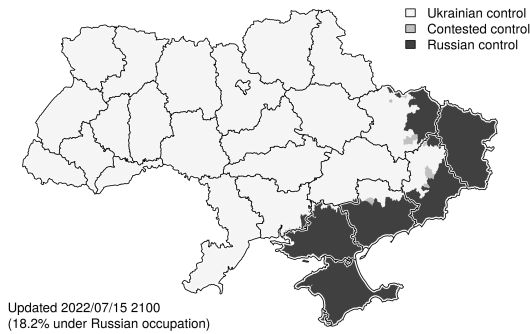 Ukrainian control
Contested control
Russian control
Updated 2022/07/15 2100
(18.2% under Russian occupation)